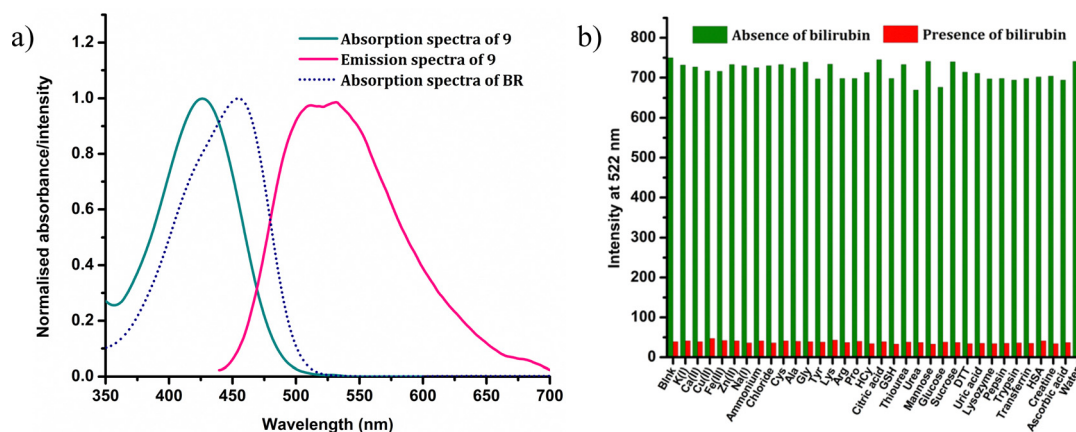 a)
Absorption spectra of 9
Emission spectra of 9
Absorption spectra of BR
Normalised absorbance/intensity
1.2
1.0
0.8
0.6
0.4
0.2
0.0
350
400
450
500
550
600
650
700
Wavelength (nm)
b)
Absence of bilirubin
Presence of bilirubin
Intensity at 522 nm
800
700
600
500
400
300
200
100
0
Blnk
K(I)
Ca(II)
Cu(II)
Fe(III)
Zn(II)
Na(I)
Ammonium
Chloride
Cys
Ala
Gly
Tyr
Lys
Arg
Pro
HCy
Citric acid
GSH
Thiourea
Urea
Mannose
Glucose
Sucrose
DTT
Uric acid
Lysozyme
Pepsin
Trypsin
Transferrin
HSA
Creatine
Ascorbic acid
Water